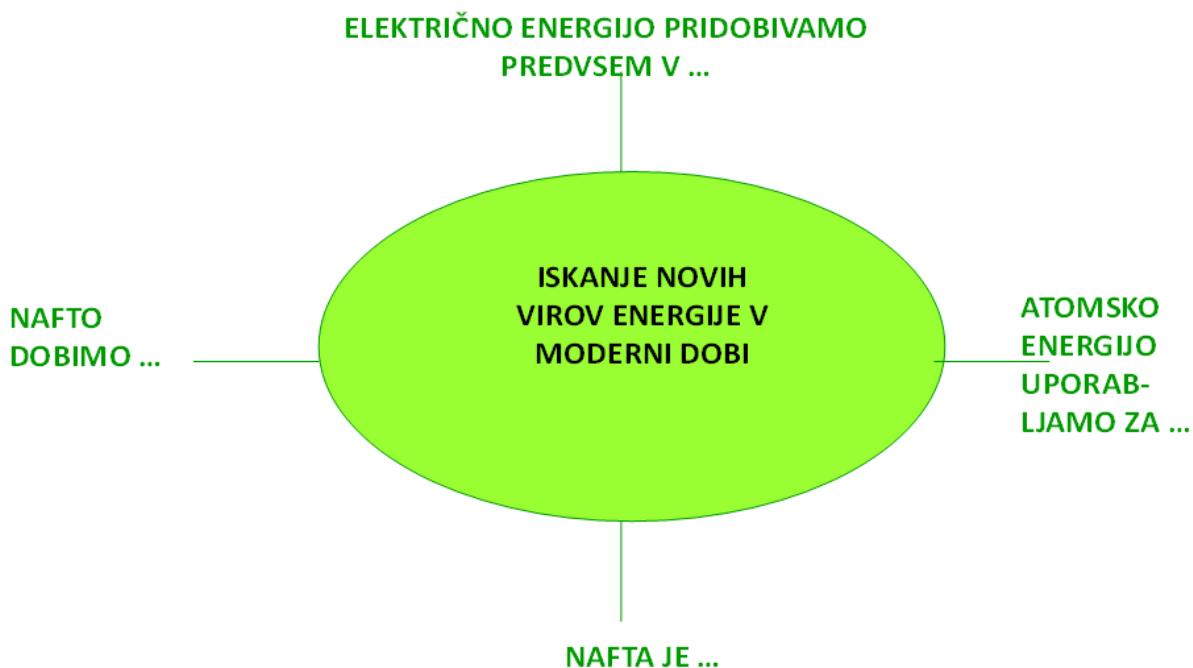 ELEKTRIČNO ENERGIJO PRIDOBIVAMO
PREDVSEM V ...
ISKANJE NOVIH
VIROV ENERGIJE V
MODERNI DOBI
NAFTO
DOBIMO ...
ATOMSKO
ENERGIJO
UPORAB-
LJAMO ZA ...
NAFTA JE ...